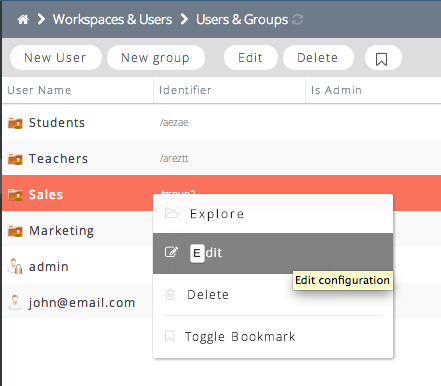 Workspaces & Users Users & Groups
New User New group Edit Delete
User Name Identifier Is Admin
Students /aezae
Teachers /areztt
Sales /group2
Explore
Marketing
Edit
admin
Edit configuration
Delete
john@email.com
Toggle Bookmark